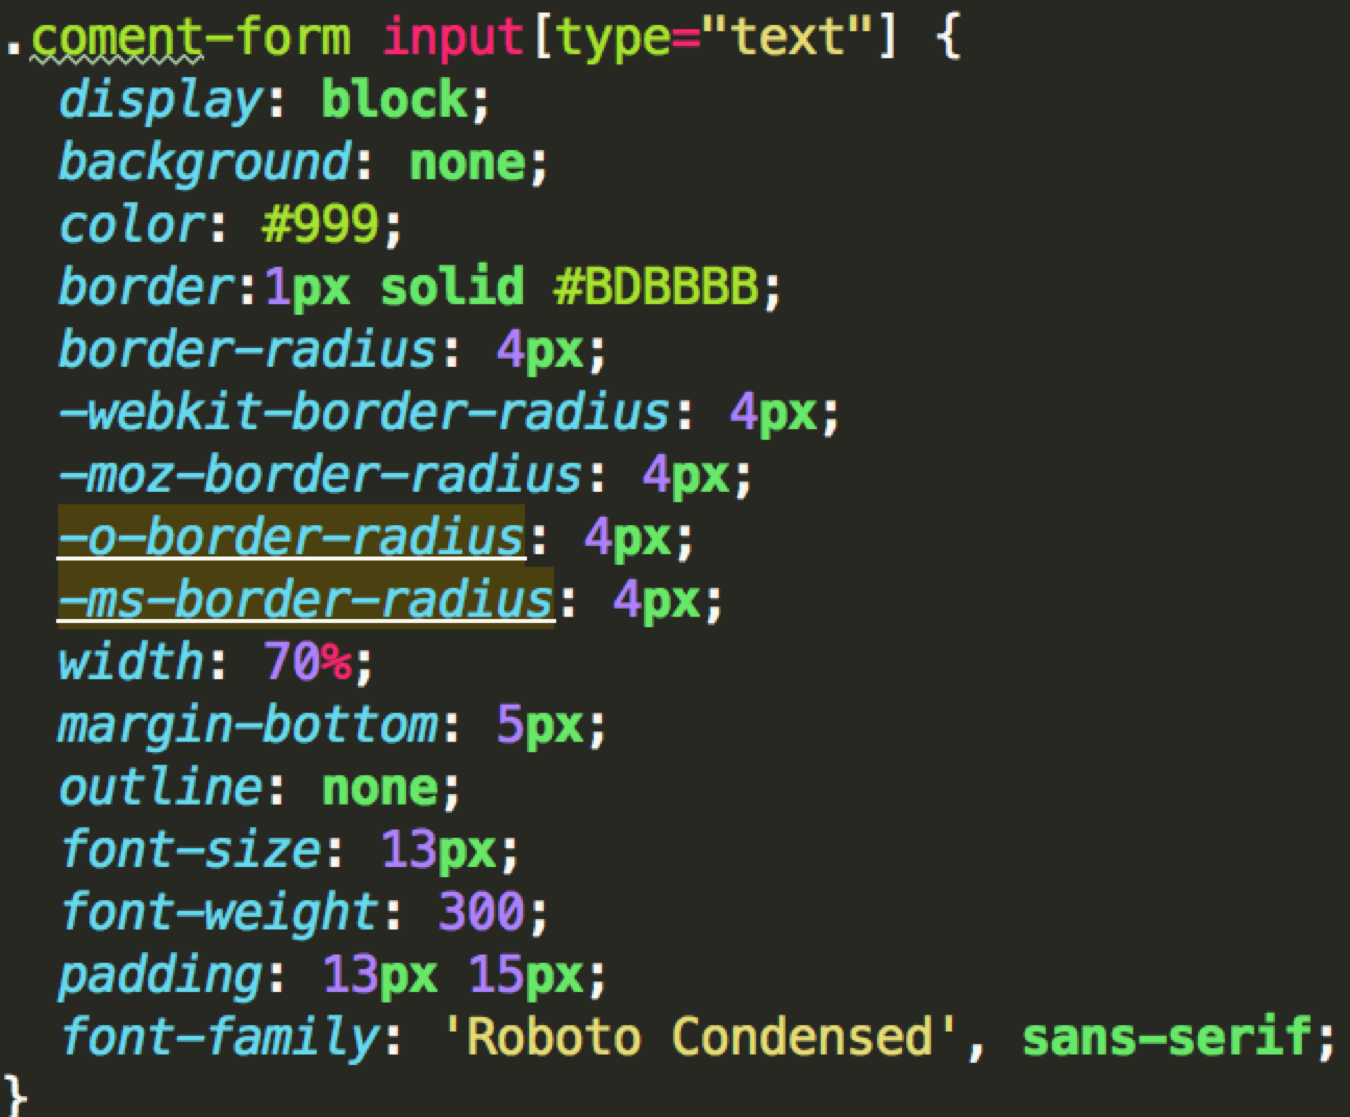 .coment-form input[type="text"] {
display: block;
background: none;
color: #999;
border:1px solid #BDBBBB;
border-radius: 4px;
-webkit-border-radius: 4px;
-moz-border-radius: 4px;
-o-border-radius: 4px;
-ms-border-radius: 4px;
width: 70%;
margin-bottom: 5px;
outline: none;
font-size: 13px;
font-weight: 300;
padding: 13px 15px;
font-family: 'Roboto Condensed', sans-serif;
}